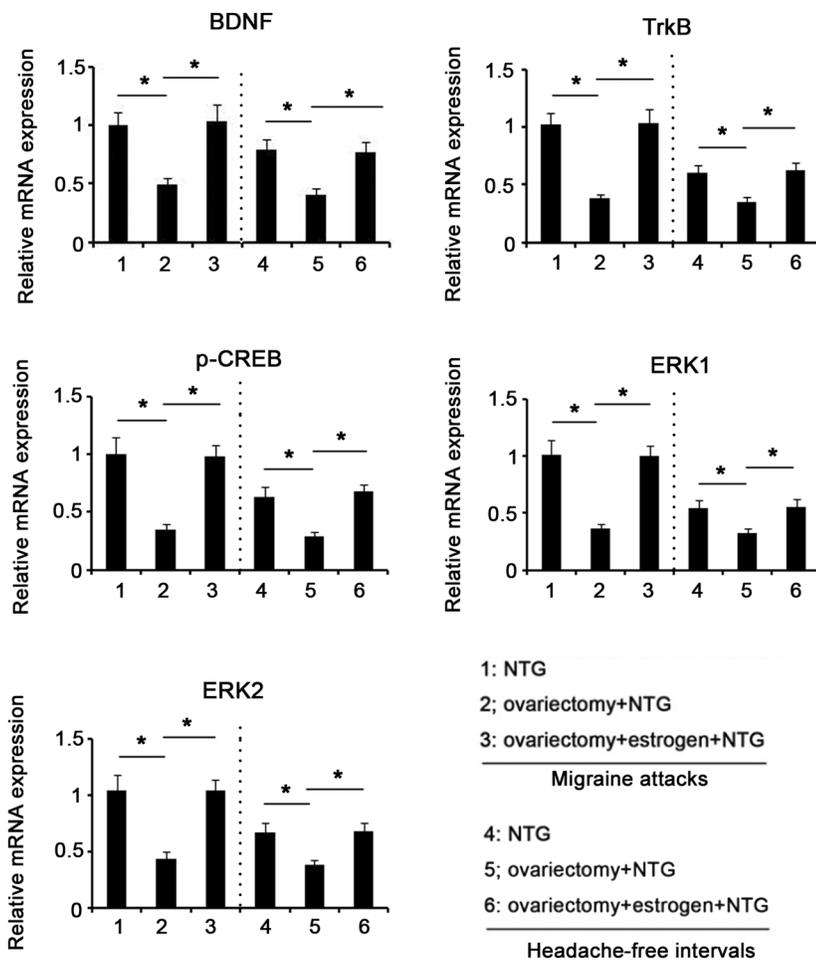 BDNF
Relative mRNA expression
1.5
1
0.5
0
* * * *
1 2 3 4 5 6
TrkB
Relative mRNA expression
1.5
1
0.5
0
* * * *
1 2 3 4 5 6
p-CREB
Relative mRNA expression
1.5
1
0.5
0
* * * *
1 2 3 4 5 6
ERK1
Relative mRNA expression
1.5
1
0.5
0
* * * *
1 2 3 4 5 6
ERK2
Relative mRNA expression
1.5
1
0.5
0
* * * *
1 2 3 4 5 6
1: NTG
2; ovariectomy+NTG
3: ovariectomy+estrogen+NTG
Migraine attacks
4: NTG
5; ovariectomy+NTG
6: ovariectomy+estrogen+NTG
Headache-free intervals